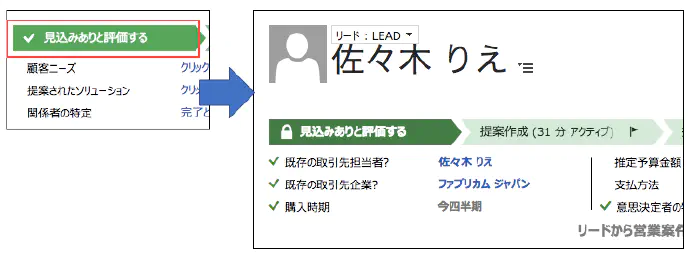 見込みありと評価する
顧客ニーズ クリック
提案されたソリューション クリ
関係者の特定 完了と
リード : LEAD
佐々木 りえ
見込みありと評価する 提案作成 (31 分 アクティブ)
既存の取引先担当者? 佐々木 りえ 推定予算金額
既存の取引先企業? ファブリカム ジャパン 支払方法
購入時期 今四半期 意思決定者の
リードから営業案件